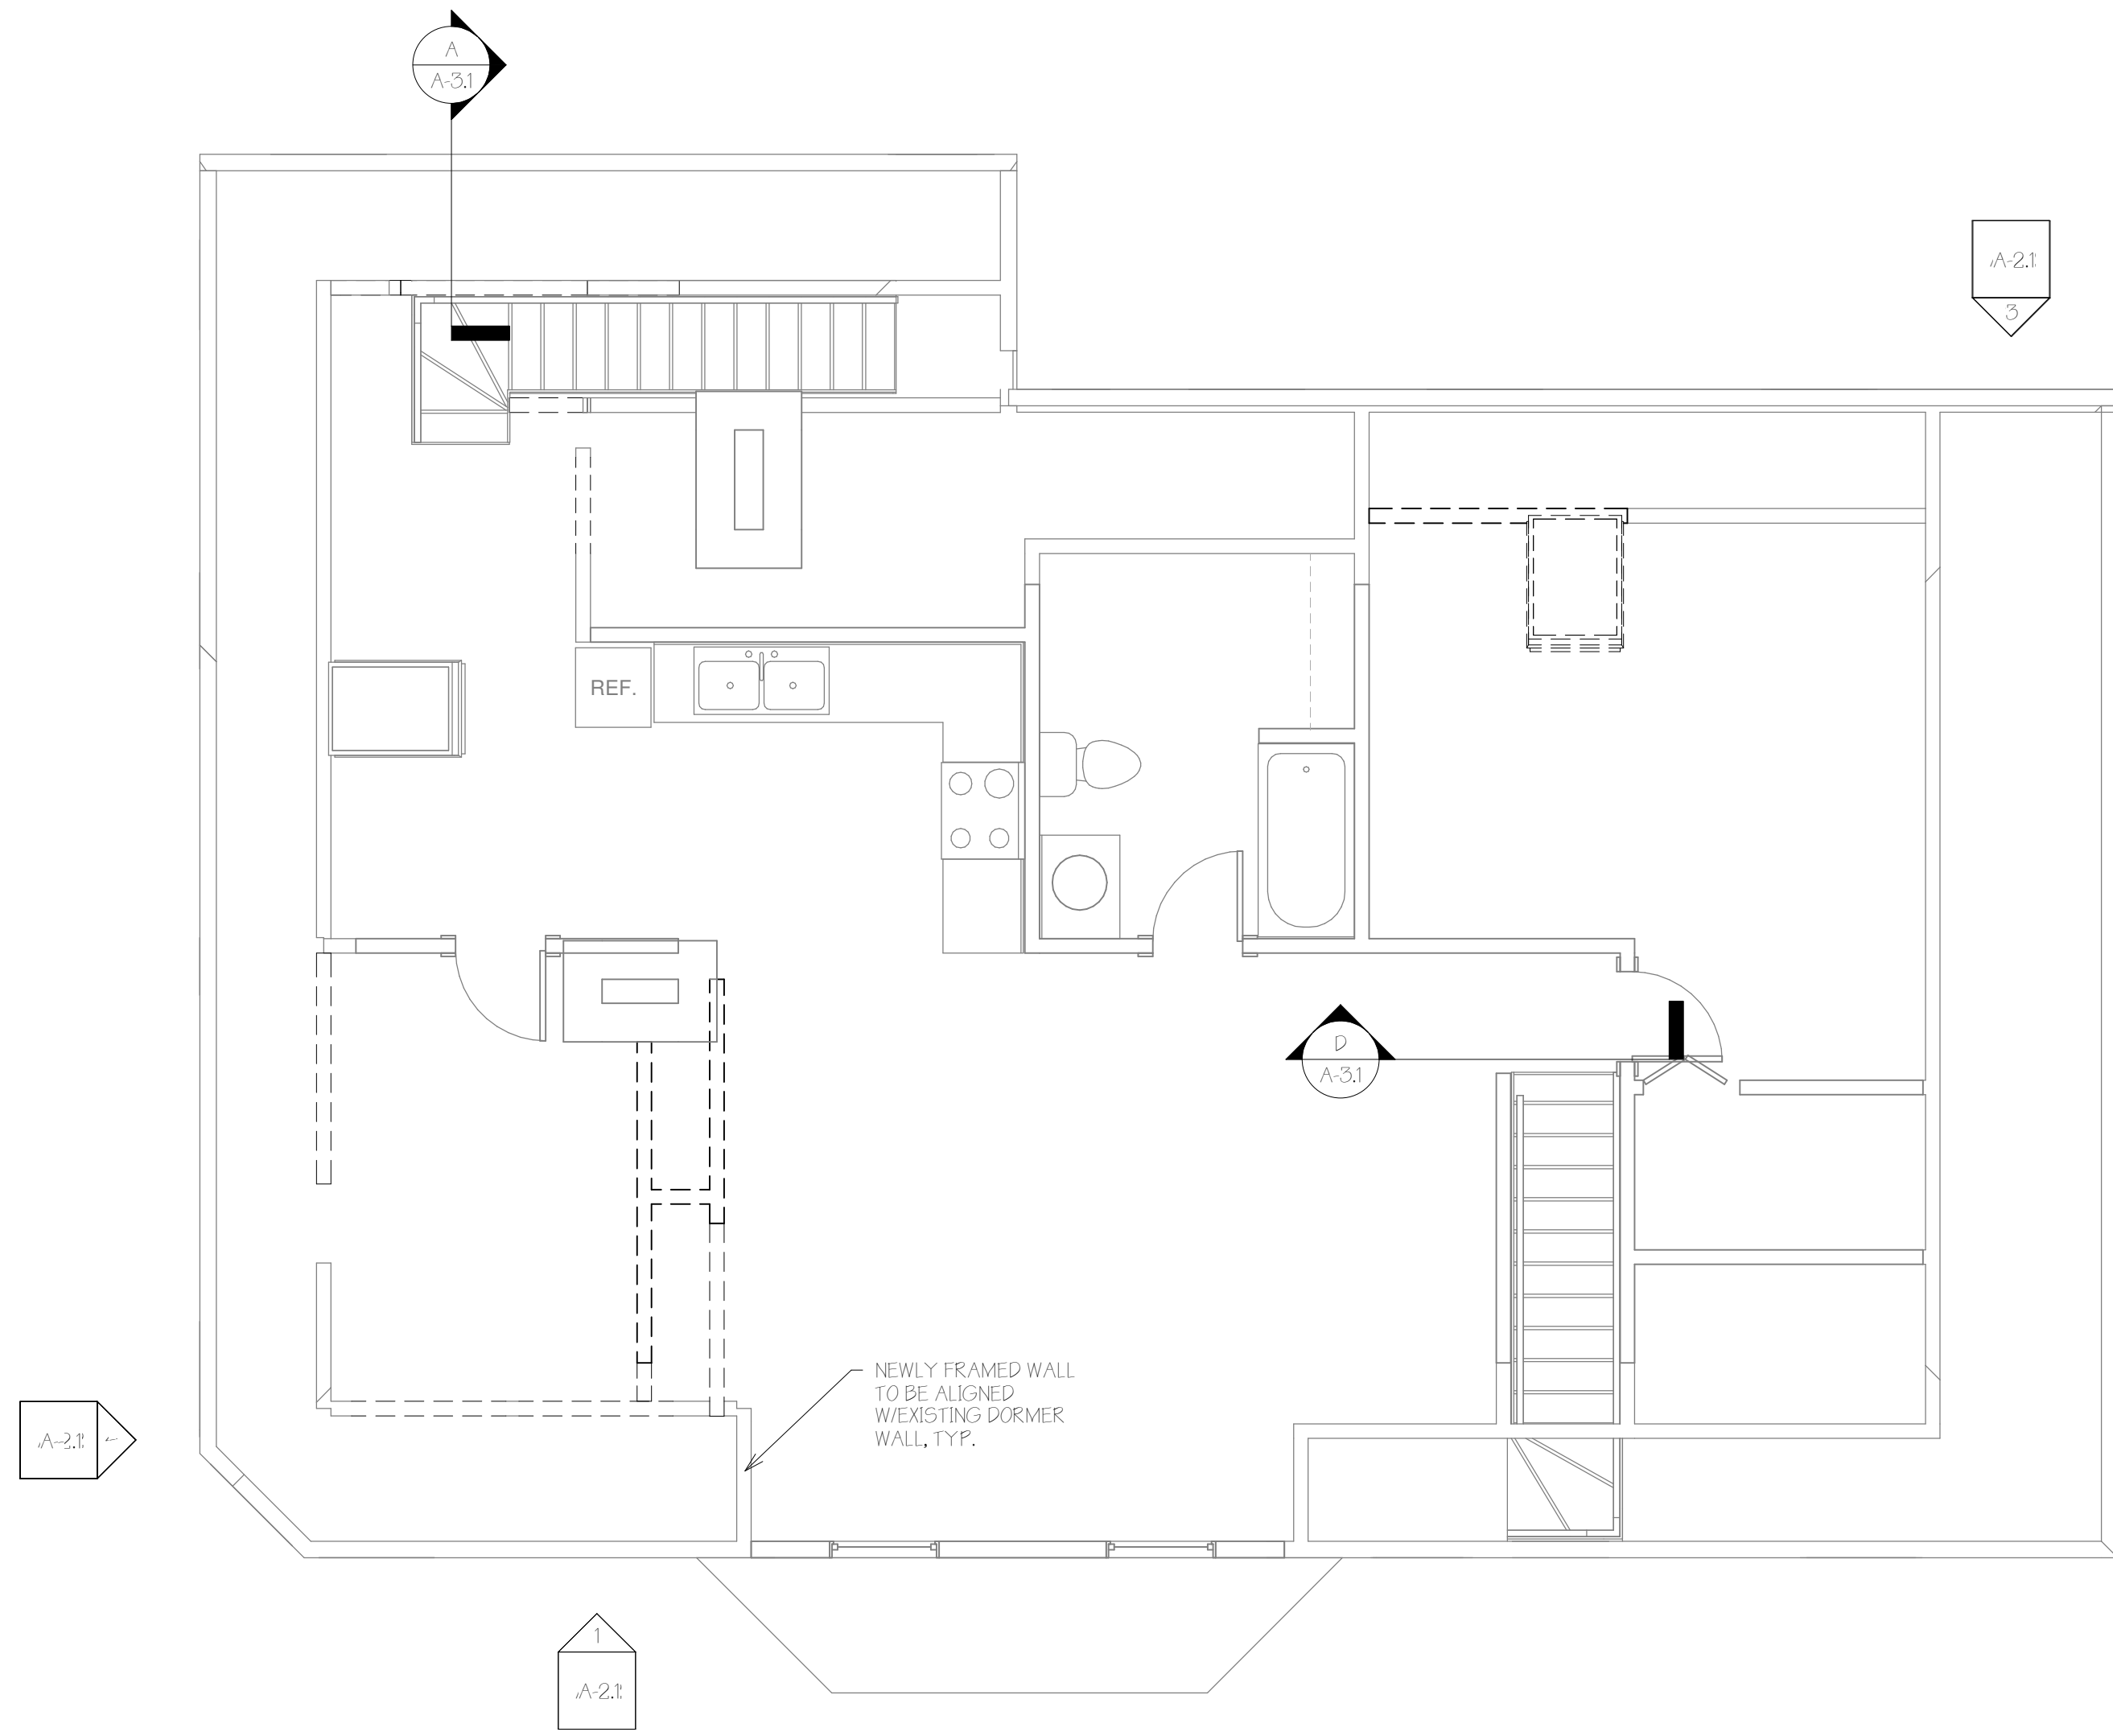 A
A-3.1
A-2.1
3
REF.
D
A-3.1
NEWLY FRAMED WALL
TO BE ALIGNED
W/EXISTING DORMER
WALL, TYP.
A-2.1
1
A-2.1